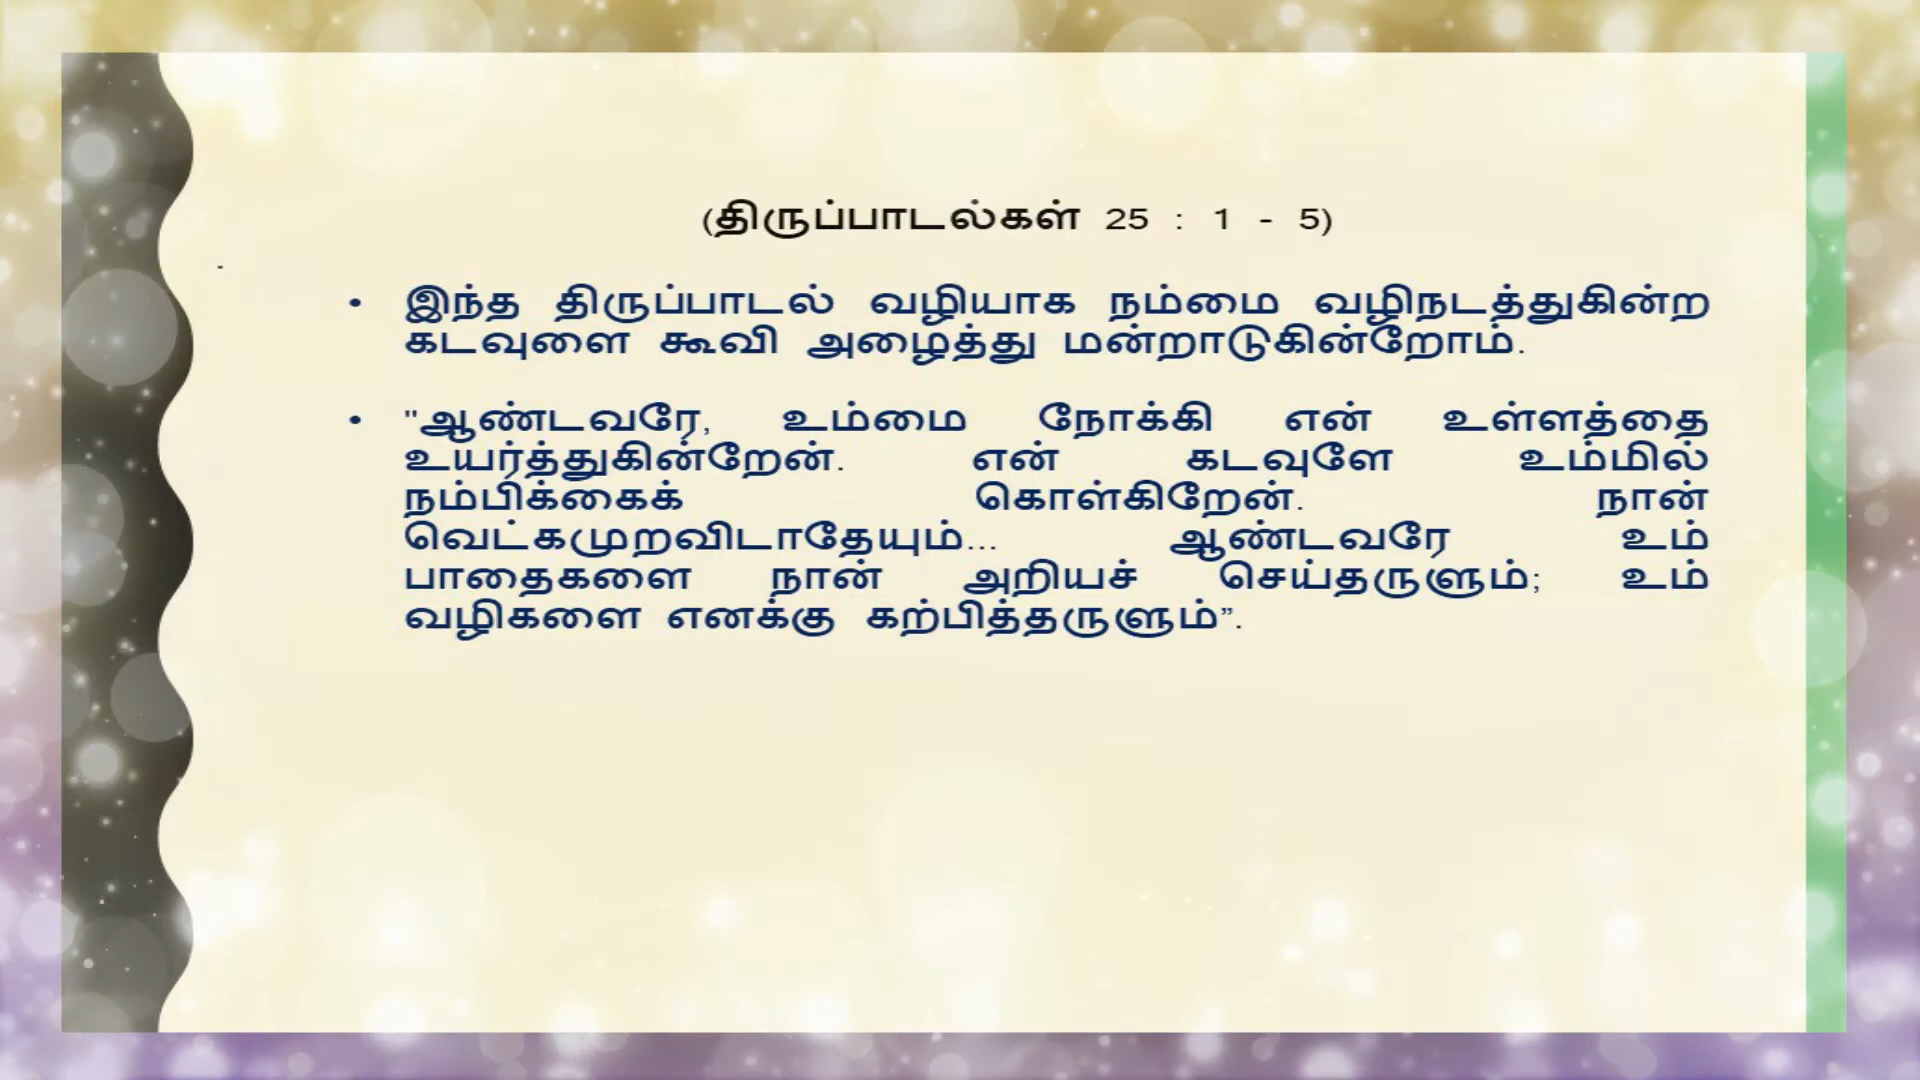 (திருப்பாடல்கள் 25 : 1 - 5)
• இந்த திருப்பாடல் வழியாக நம்மை வழிநடத்துகின்ற
கடவுளை கூவி அழைத்து மன்றாடுகின்றோம்.
• "ஆண்டவரே, உம்மை நோக்கி என் உள்ளத்தை
உயர்த்துகின்றேன். என் கடவுளே உம்மில்
நம்பிக்கைக் கொள்கிறேன். நான்
வெட்கமுறவிடாதேயும்... ஆண்டவரே உம்
பாதைகளை நான் அறியச் செய்தருளும்; உம்
வழிகளை எனக்கு கற்பித்தருளும்”.